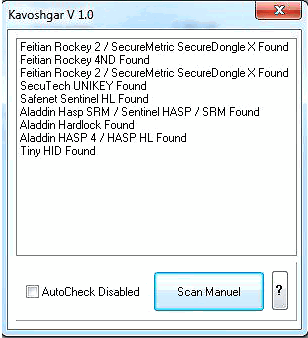 Kavoshgar V 1.0
Feitian Rockey 2 / SecureMetric SecureDongle X Found
Feitian Rockey 4ND Found
Feitian Rockey 2 / SecureMetric SecureDongle X Found
SecuTech UNIKEY Found
Safenet Sentinel HL Found
Aladdin Hasp SRM / Sentinel HASP / SRM Found
Aladdin Hardlock Found
Aladdin HASP 4 / HASP HL Found
Tiny HID Found
AutoCheck Disabled
Scan Manuel
?